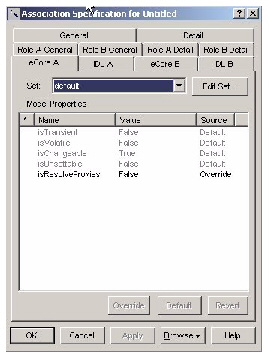 Association Specification for Untitled
General Detail
Role A General Role B General Role A Detail Role B Detail
eCore A IDL A eCore B IDL B
Set: default Edit Set...
Model Properties
* Name Value Source
isTransient False Default
isVolatile False Default
isChangeable True Default
isUnsettable False Default
isResolveProxies False Override
Override Default Revert
OK Cancel Apply Browse Help